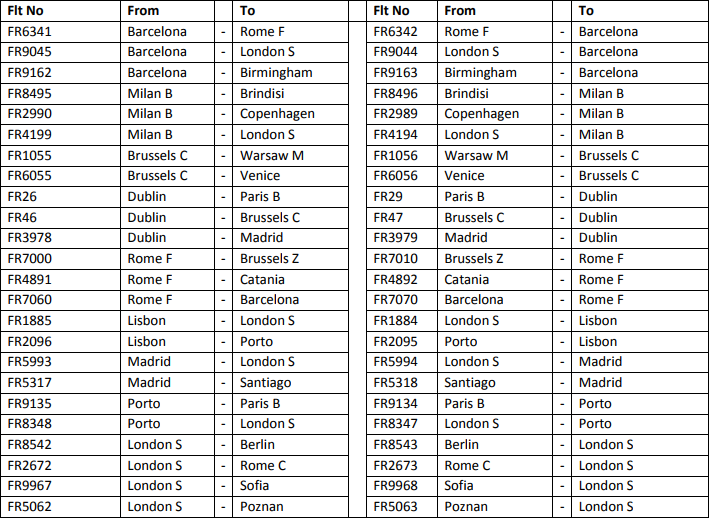 Flt No From To Flt No From To
FR6341 Barcelona - Rome F FR6342 Rome F - Barcelona
FR9045 Barcelona - London S FR9044 London S - Barcelona
FR9162 Barcelona - Birmingham FR9163 Birmingham - Barcelona
FR8495 Milan B - Brindisi FR8496 Brindisi - Milan B
FR2990 Milan B - Copenhagen FR2989 Copenhagen - Milan B
FR4199 Milan B - London S FR4194 London S - Milan B
FR1055 Brussels C - Warsaw M FR1056 Warsaw M - Brussels C
FR6055 Brussels C - Venice FR6056 Venice - Brussels C
FR26 Dublin - Paris B FR29 Paris B - Dublin
FR46 Dublin - Brussels C FR47 Brussels C - Dublin
FR3978 Dublin - Madrid FR3979 Madrid - Dublin
FR7000 Rome F - Brussels Z FR7010 Brussels Z - Rome F
FR4891 Rome F - Catania FR4892 Catania - Rome F
FR7060 Rome F - Barcelona FR7070 Barcelona - Rome F
FR1885 Lisbon - London S FR1884 London S - Lisbon
FR2096 Lisbon - Porto FR2095 Porto - Lisbon
FR5993 Madrid - London S FR5994 London S - Madrid
FR5317 Madrid - Santiago FR5318 Santiago - Madrid
FR9135 Porto - Paris B FR9134 Paris B - Porto
FR8348 Porto - London S FR8347 London S - Porto
FR8542 London S - Berlin FR8543 Berlin - London S
FR2672 London S - Rome C FR2673 Rome C - London S
FR9967 London S - Sofia FR9968 Sofia - London S
FR5062 London S - Poznan FR5063 Poznan - London S